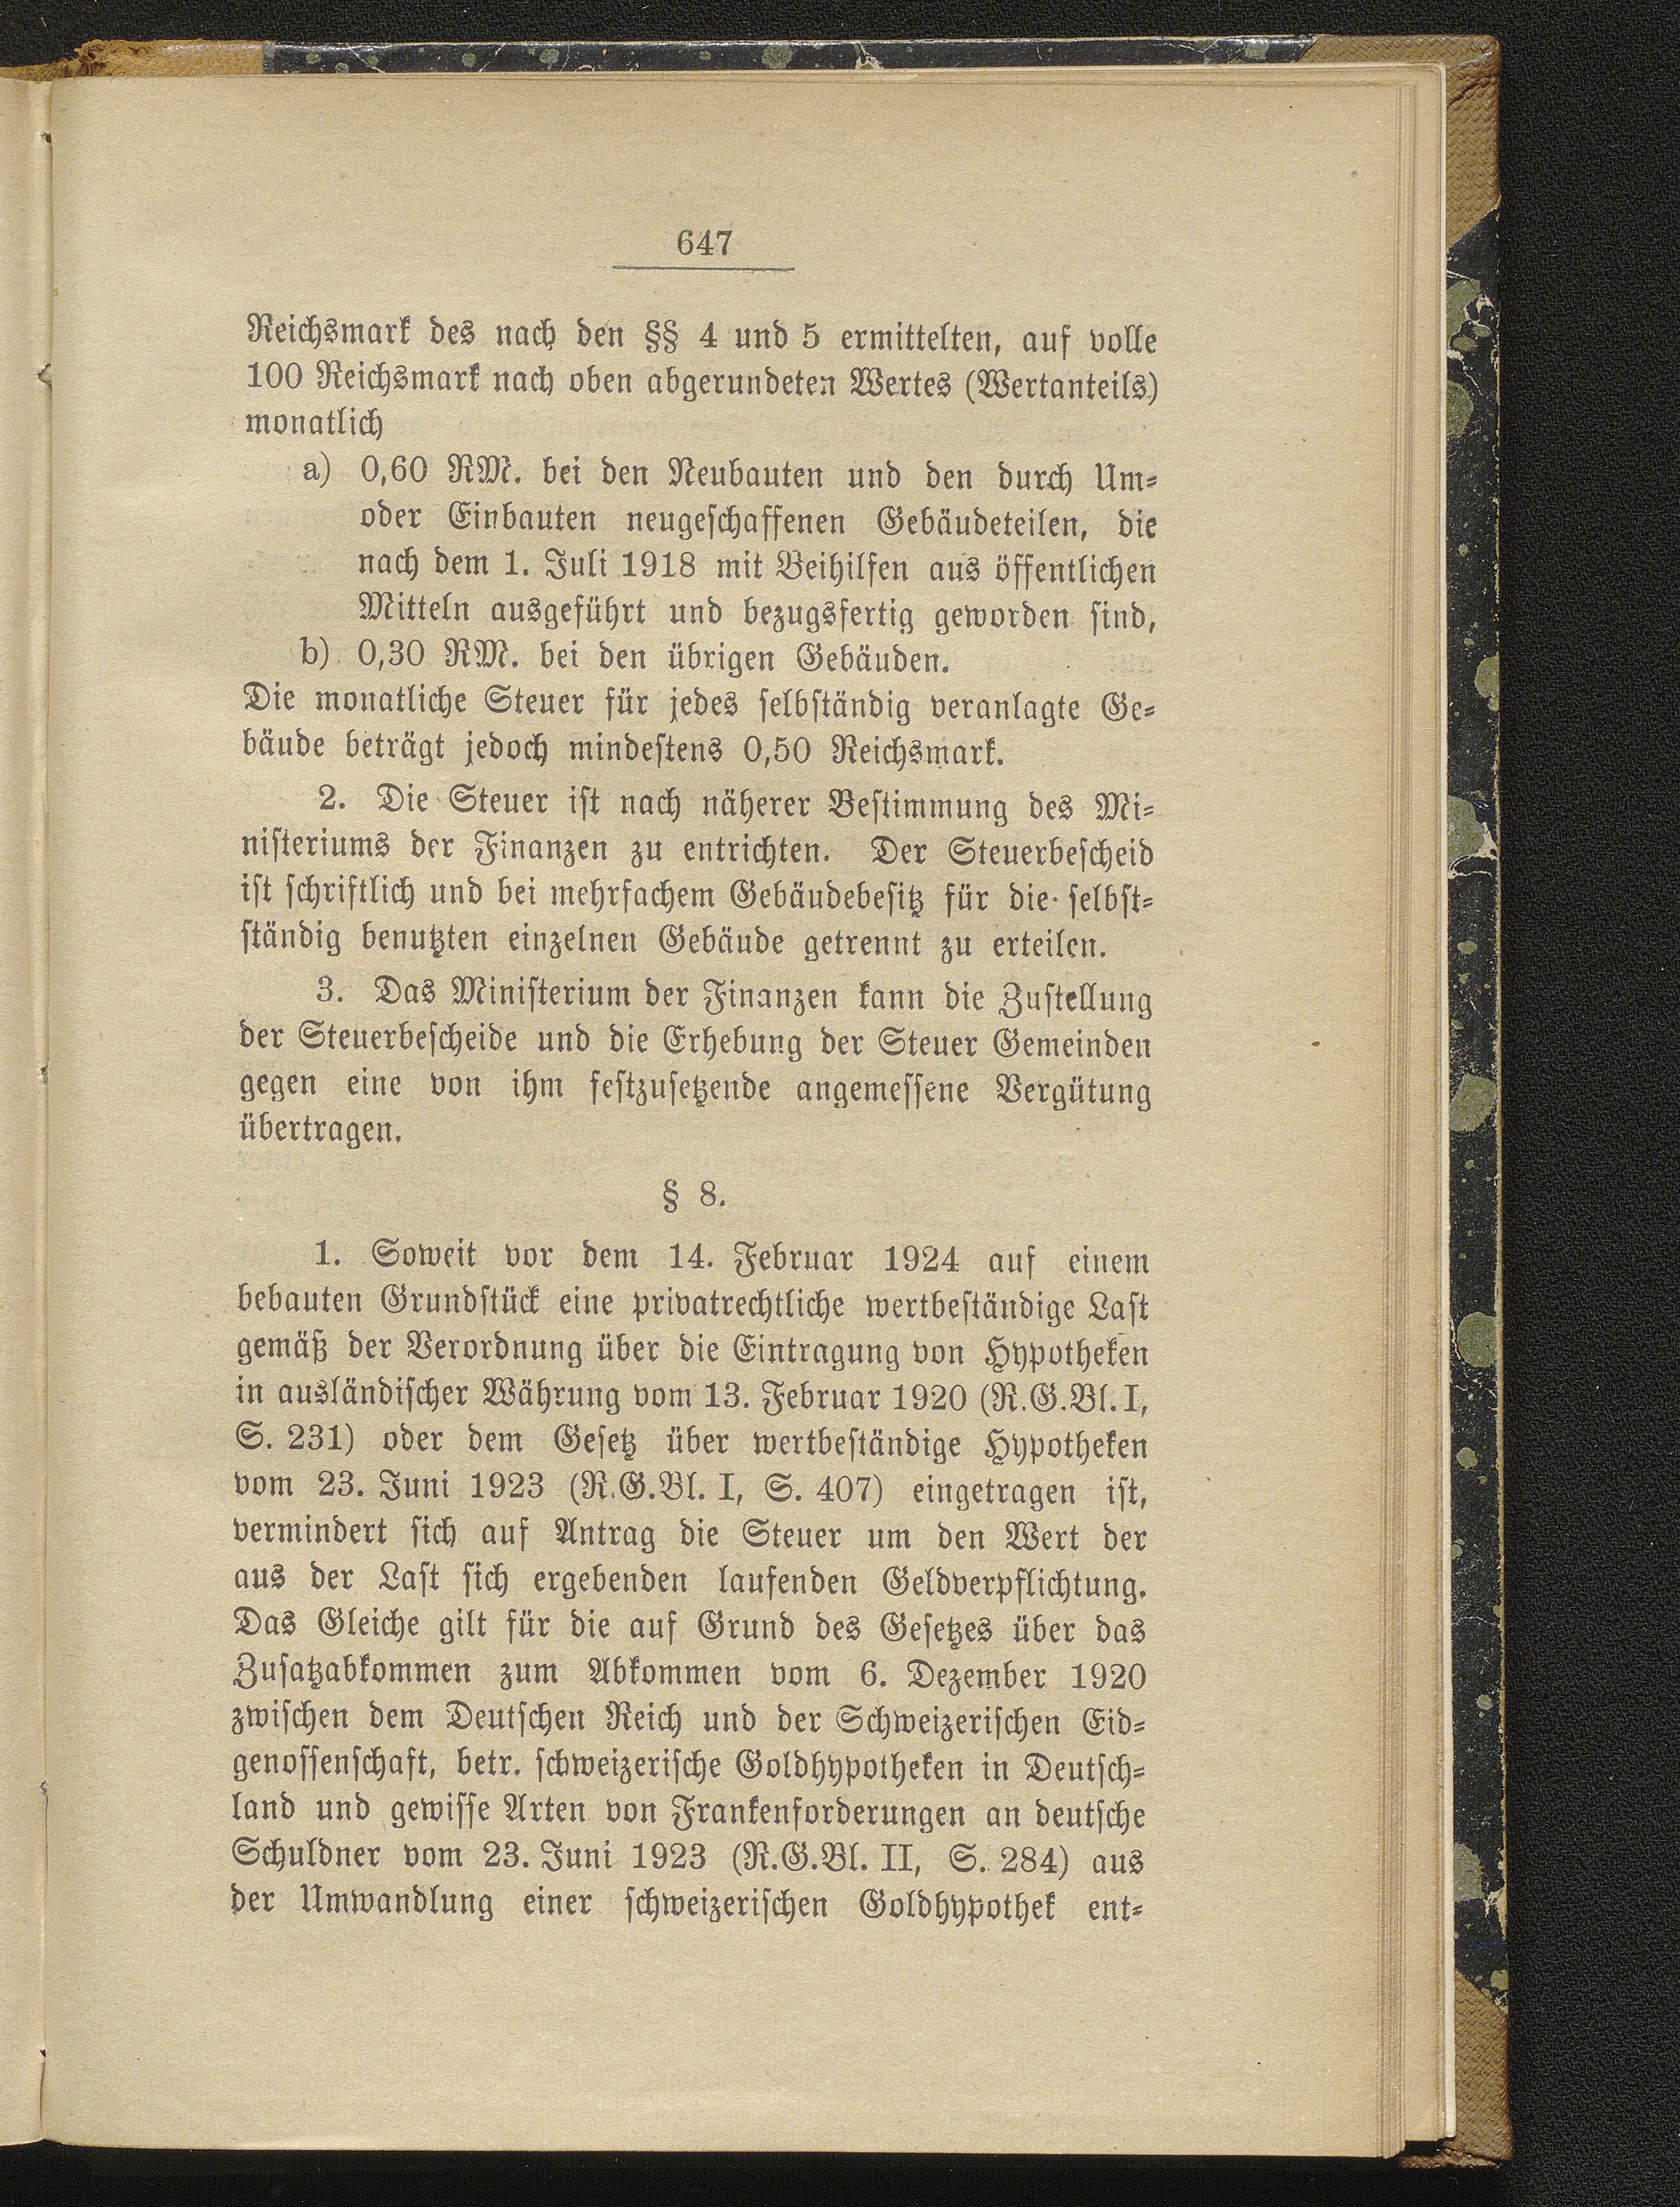 647
Reichsmark des nach den §§ 4 und 5 ermittelten, auf volle
100 Reichsmark nach oben abgerundeten Wertes (Wertanteils)
monatlich
a) 0,60 RM. bei den Neubauten und den durch Um-
oder Einbauten neugeschaffenen Gebäudeteilen, die
nach dem 1. Juli 1918 mit Beihilfen aus öffentlichen
Mitteln ausgeführt und bezugsfertig geworden sind,
b) 0,30 RM. bei den übrigen Gebäuden.
Die monatliche Steuer für jedes selbständig veranlagte Ge-
bäude beträgt jedoch mindestens 0,50 Reichsmark.
2. Die Steuer ist nach näherer Bestimmung des Mi-
nisteriums der Finanzen zu entrichten. Der Steuerbescheid
ist schriftlich und bei mehrfachem Gebäudebesitz für die selbst-
ständig benutzten einzelnen Gebäude getrennt zu erteilen.
3. Das Ministerium der Finanzen kann die Zustellung
der Steuerbescheide und die Erhebung der Steuer Gemeinden
gegen eine von ihm festzusetzende angemessene Vergütung
übertragen.
§ 8.
1. Soweit vor dem 14. Februar 1924 auf einem
bebauten Grundstück eine privatrechtliche wertbeständige Last
gemäß der Verordnung über die Eintragung von Hypotheken
in ausländischer Währung vom 13. Februar 1920 (R.G.Bl. I,
S. 231) oder dem Gesetz über wertbeständige Hypotheken
vom 23. Juni 1923 (R.G.Bl. I, S. 407) eingetragen ist,
vermindert sich auf Antrag die Steuer um den Wert der
aus der Last sich ergebenden laufenden Geldverpflichtung.
Das Gleiche gilt für die auf Grund des Gesetzes über das
Zusatzabkommen zum Abkommen vom 6. Dezember 1920
zwischen dem Deutschen Reich und der Schweizerischen Eid-
genossenschaft, betr. schweizerische Goldhypotheken in Deutsch-
land und gewisse Arten von Frankenforderungen an deutsche
Schuldner vom 23. Juni 1923 (R.G.Bl. II, S. 284) aus
der Umwandlung einer schweizerischen Goldhypothek ent-